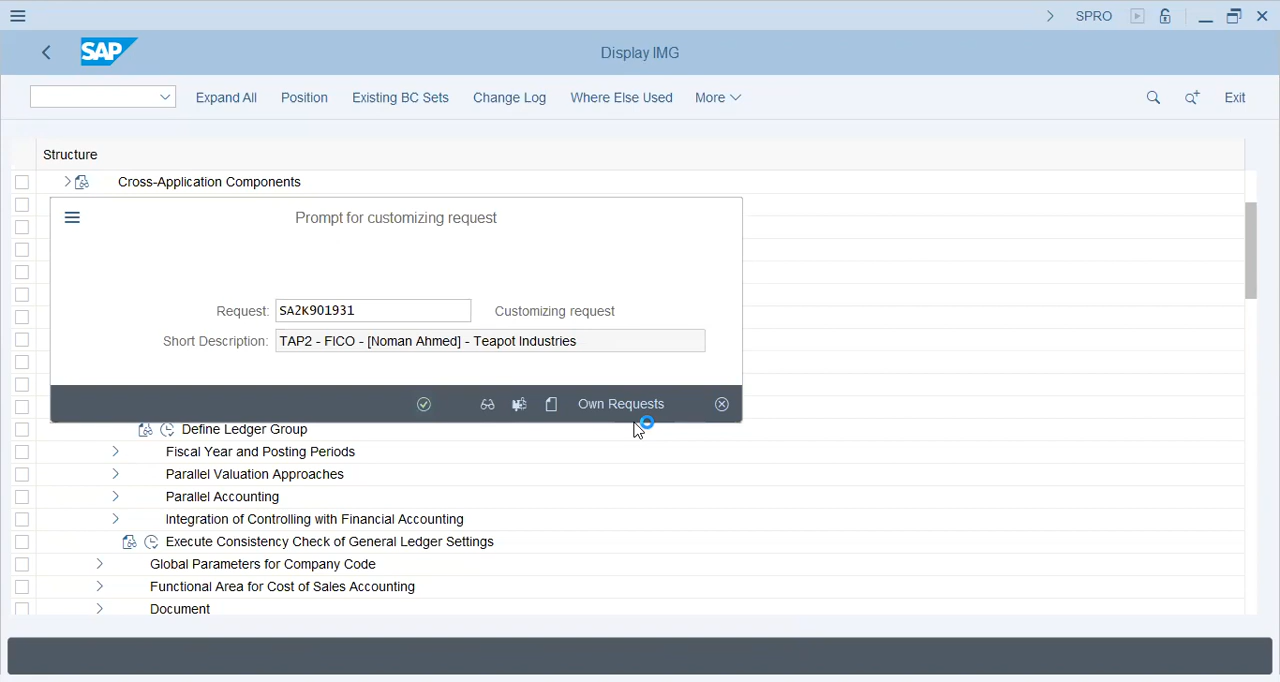 SPRO
SAP
Display IMG
Expand All Position Existing BC Sets Change Log Where Else Used More Exit
Structure
Cross-Application Components
Prompt for customizing request
Request: SA2K901931 Customizing request
Short Description: TAP2 - FICO - [Noman Ahmed] - Teapot Industries
Own Requests
Define Ledger Group
Fiscal Year and Posting Periods
Parallel Valuation Approaches
Parallel Accounting
Integration of Controlling with Financial Accounting
Execute Consistency Check of General Ledger Settings
Global Parameters for Company Code
Functional Area for Cost of Sales Accounting
Document